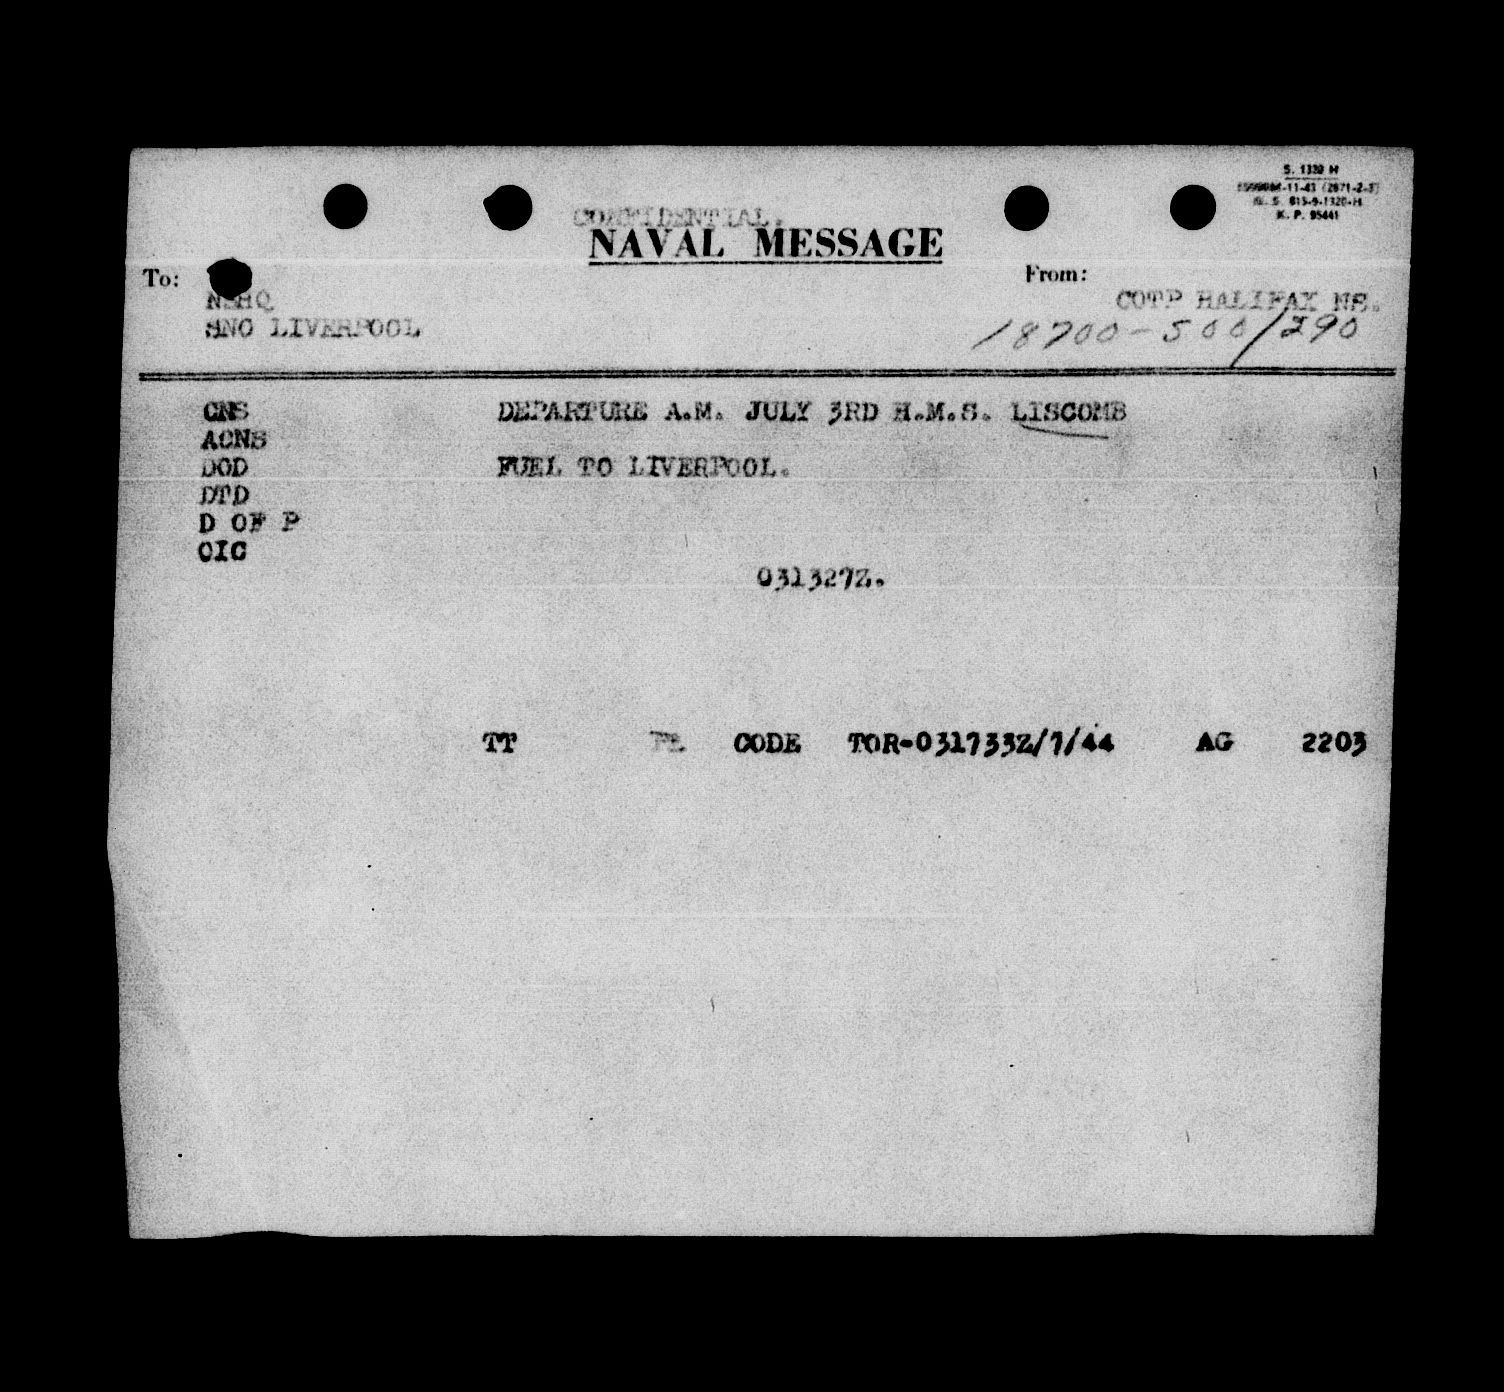 S. 1320 H
CONFIDENTIAL.
NAVAL MESSAGE
To:
From:
NSHQ
COTP HALIFAX NS.
SNO LIVERPOOL
18700-500/290
CNS
DEPARTURE A.M. JULY 3RD H.M.S. LISCOMB
ACNS
DOD
FUEL TO LIVERPOOL.
DTD
D OF P
OIC
031327Z.
TT CODE TOR-031733Z/7/44 AG 2203